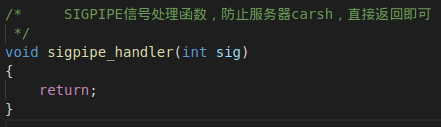 /*    SIGPIPE信号处理函数，防止服务器carsh，直接返回即可
 */
void sigpipe_handler(int sig)
{
    return;
}